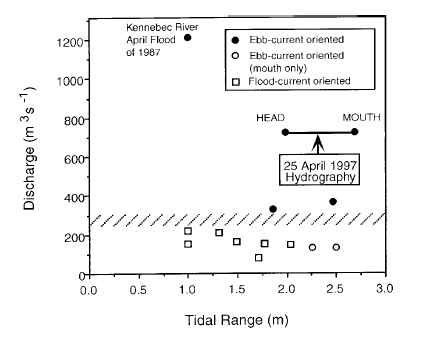 Kennebec River
April Flood
of 1987
Ebb-current oriented
Ebb-current oriented
(mouth only)
Flood-current oriented
HEAD MOUTH
25 April 1997
Hydrography
Discharge (m 3s -1)
1200
1000
800
600
400
200
0
0.0 0.5 1.0 1.5 2.0 2.5 3.0
Tidal Range (m)